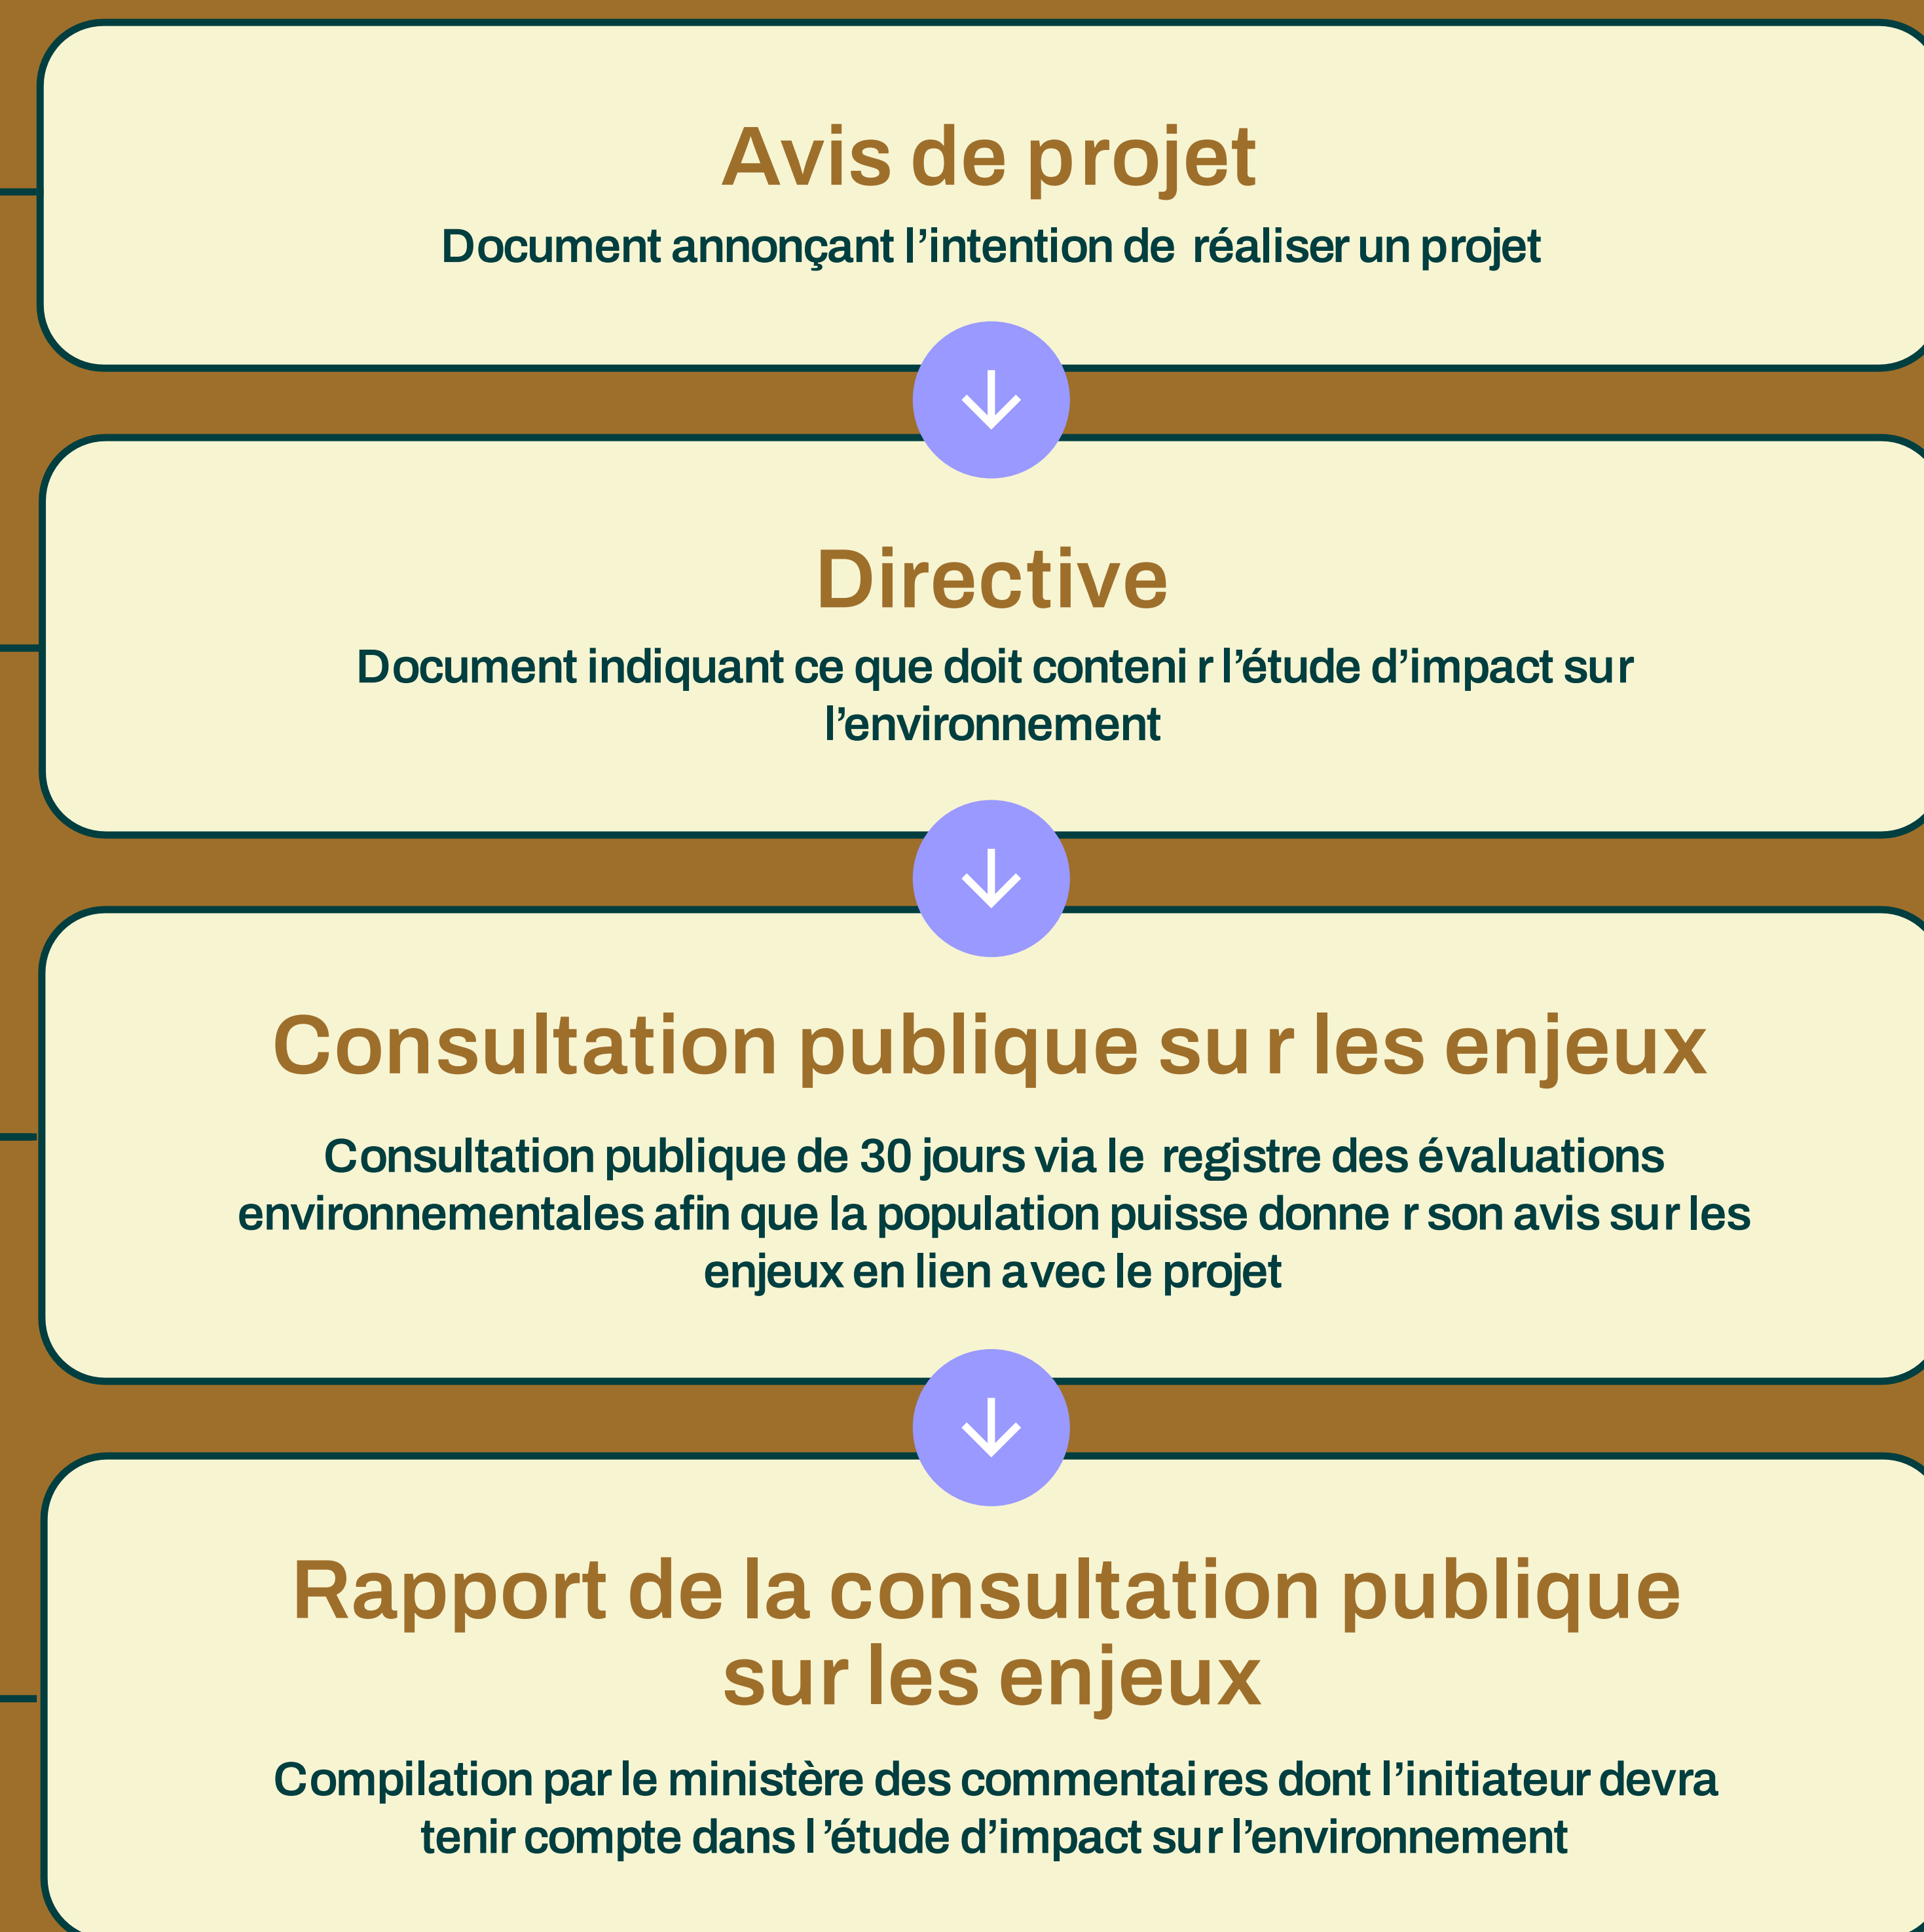 Avis de projet
Document annonçant l’intention de réaliser un projet
Directive
Document indiquant ce que doit contenir l’étude d’impact sur
l’environnement
Consultation publique sur les enjeux
Consultation publique de 30 jours via le registre des évaluations
environnementales afin que la population puisse donner son avis sur les
enjeux en lien avec le projet
Rapport de la consultation publique
sur les enjeux
Compilation par le ministère des commentaires dont l’initiateur devra
tenir compte dans l’étude d’impact sur l’environnement